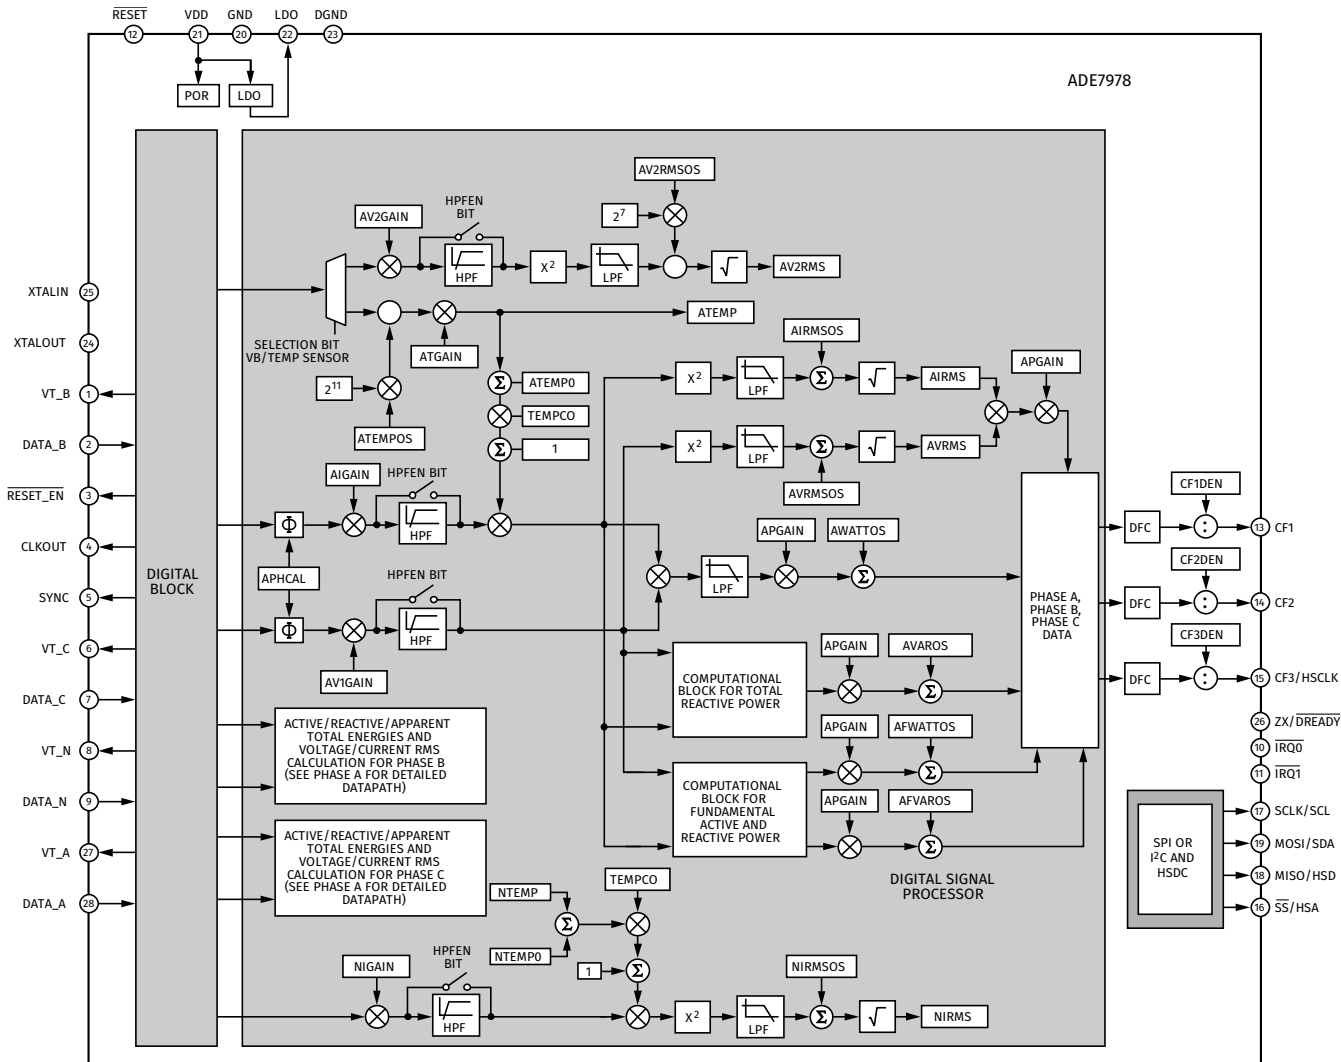 RESET
VDD
GND
LDO
DGND
12
21
20
22
23
POR
LDO
ADE7978
XTALIN
25
XTALOUT
24
VT_B
1
DATA_B
2
RESET_EN
3
CLKOUT
4
SYNC
5
VT_C
6
DATA_C
7
VT_N
8
DATA_N
9
VT_A
27
DATA_A
28
DIGITAL
BLOCK
AV2RMSOS
AV2GAIN
HPFEN
BIT
2⁷
HPF
X²
LPF
√
AV2RMS
SELECTION BIT
VB/TEMP SENSOR
ATGAIN
ATEMP
2¹¹
ATEMPOS
Σ
ATEMP0
TEMPCO
Σ
1
AIRMSOS
X²
LPF
Σ
√
AIRMS
APGAIN
X²
LPF
Σ
√
AVRMS
AVRMSOS
AIGAIN
HPFEN BIT
Φ
HPF
APHCAL
HPFEN BIT
Φ
HPF
AV1GAIN
APGAIN
AWATTOS
LPF
Σ
COMPUTATIONAL
BLOCK FOR TOTAL
REACTIVE POWER
APGAIN
AVAROS
Σ
COMPUTATIONAL
BLOCK FOR
FUNDAMENTAL
ACTIVE AND
REACTIVE POWER
APGAIN
AFWATTOS
Σ
APGAIN
AFVAROS
Σ
PHASE A,
PHASE B,
PHASE C
DATA
ACTIVE/REACTIVE/APPARENT
TOTAL ENERGIES AND
VOLTAGE/CURRENT RMS
CALCULATION FOR PHASE B
(SEE PHASE A FOR DETAILED
DATAPATH)
ACTIVE/REACTIVE/APPARENT
TOTAL ENERGIES AND
VOLTAGE/CURRENT RMS
CALCULATION FOR PHASE C
(SEE PHASE A FOR DETAILED
DATAPATH)
DIGITAL SIGNAL
PROCESSOR
NTEMP
Σ
NTEMP0
TEMPCO
1
Σ
NIGAIN
HPFEN
BIT
HPF
X²
LPF
NIRMSOS
Σ
√
NIRMS
CF1DEN
DFC
:
13
CF1
CF2DEN
DFC
:
14
CF2
CF3DEN
DFC
:
15
CF3/HSCLK
26
ZX/DREADY
10
IRQ0
11
IRQ1
SPI OR
I²C AND
HSDC
17
SCLK/SCL
19
MOSI/SDA
18
MISO/HSD
16
SS/HSA